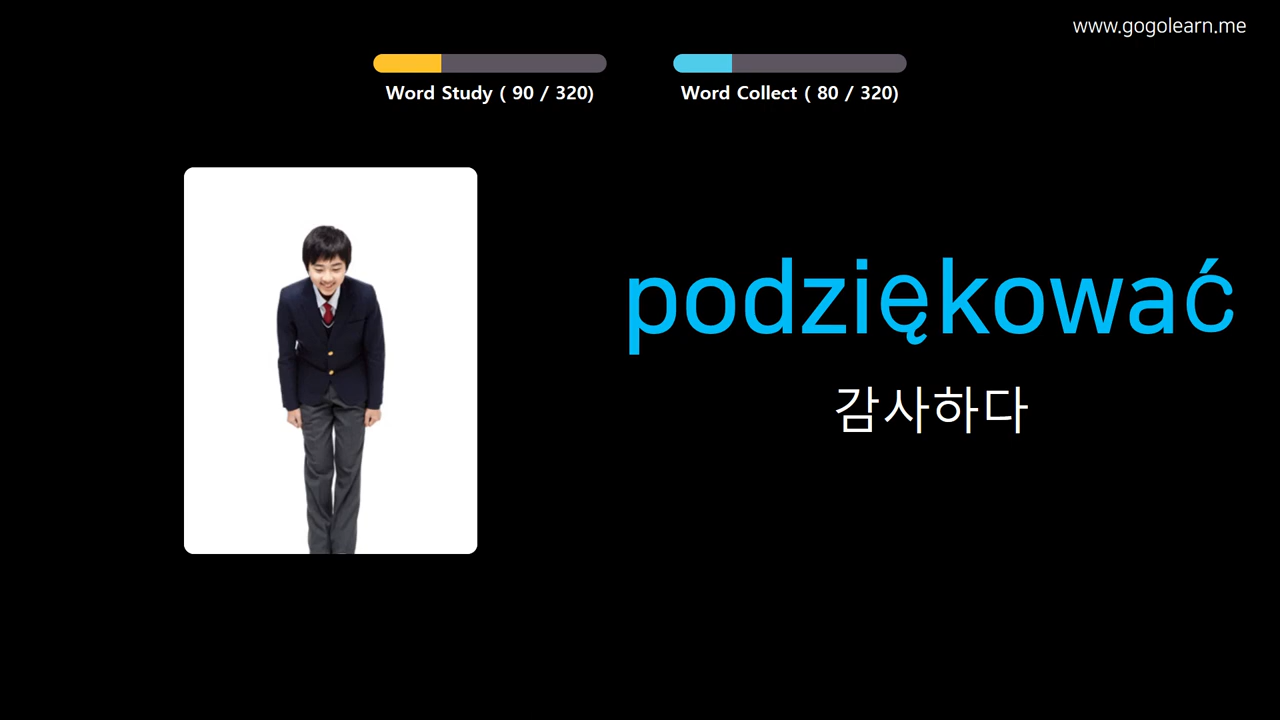 www.gogolearn.me
Word Study ( 90 / 320)
Word Collect ( 80 / 320)
podziękować
감사하다